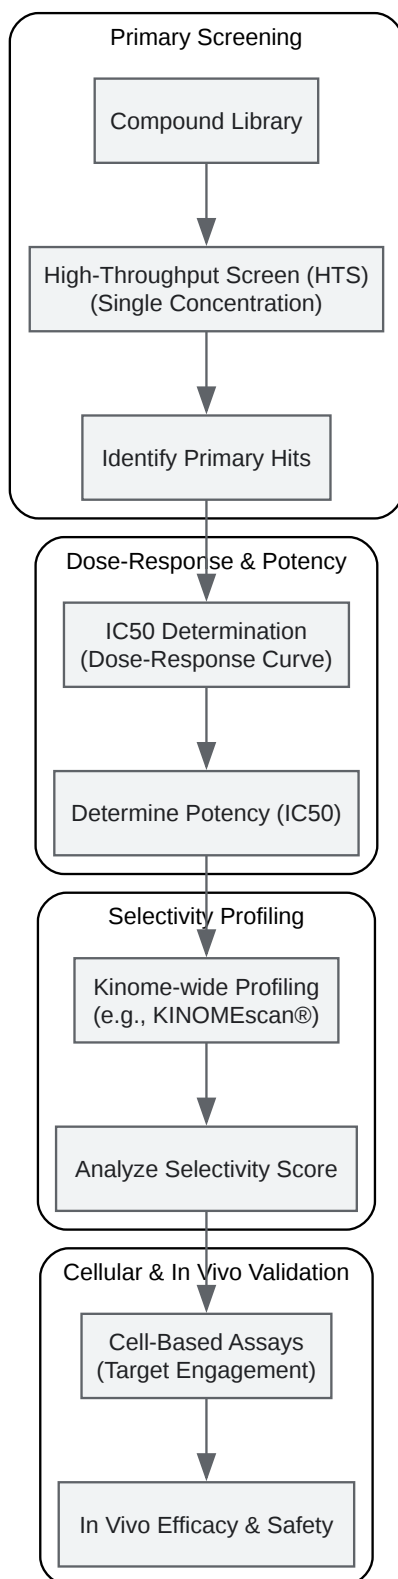 Primary Screening
Compound Library
High-Throughput Screen (HTS)
(Single Concentration)
Identify Primary Hits
Dose-Response & Potency
IC50 Determination
(Dose-Response Curve)
Determine Potency (IC50)
Selectivity Profiling
Kinome-wide Profiling
(e.g., KINOMEscan®)
Analyze Selectivity Score
Cellular & In Vivo Validation
Cell-Based Assays
(Target Engagement)
In Vivo Efficacy & Safety